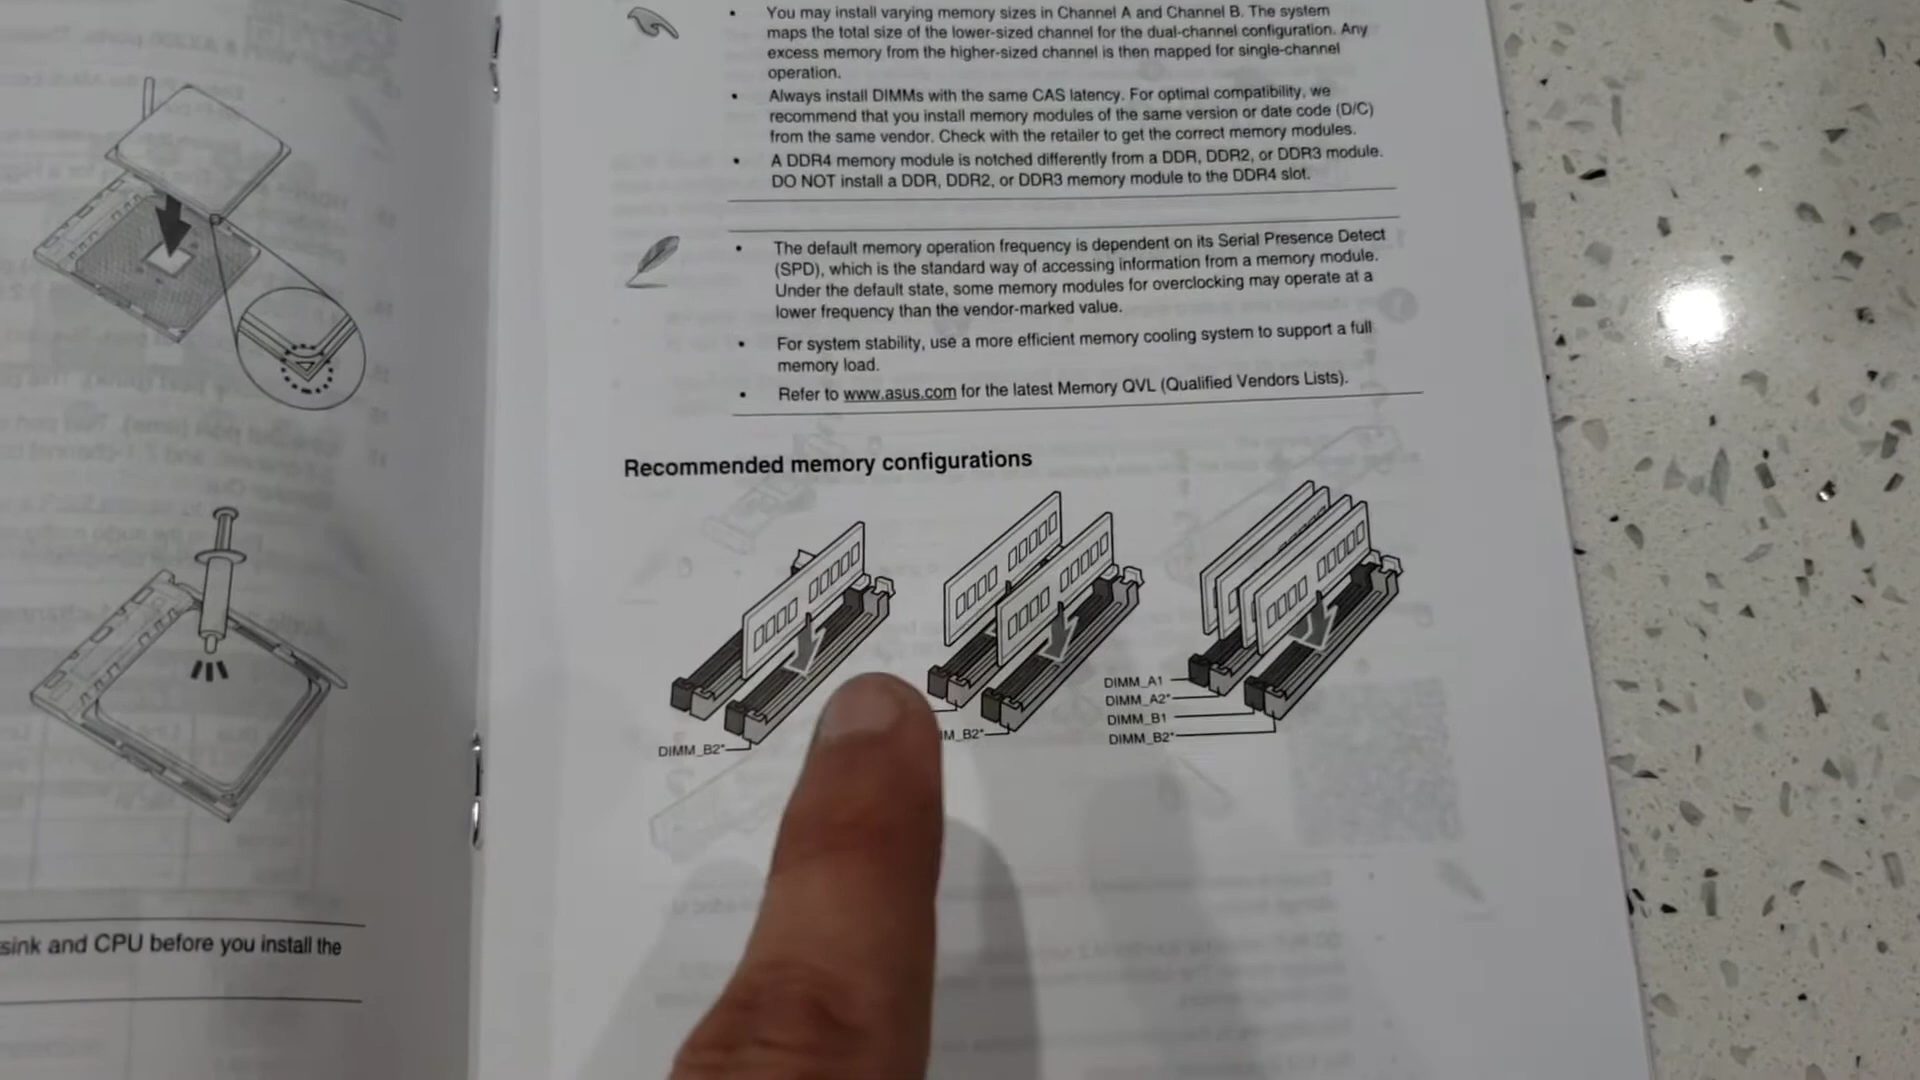 You may install varying memory sizes in Channel A and Channel B. The system
maps the total size of the lower-sized channel for the dual-channel configuration. Any
excess memory from the higher-sized channel is then mapped for single-channel
operation.
Always install DIMMs with the same CAS latency. For optimal compatibility, we
recommend that you install memory modules of the same version or date code (D/C)
from the same vendor. Check with the retailer to get the correct memory modules.
A DDR4 memory module is notched differently from a DDR, DDR2, or DDR3 module.
DO NOT install a DDR, DDR2, or DDR3 memory module to the DDR4 slot.
The default memory operation frequency is dependent on its Serial Presence Detect
(SPD), which is the standard way of accessing information from a memory module.
Under the default state, some memory modules for overclocking may operate at a
lower frequency than the vendor-marked value.
For system stability, use a more efficient memory cooling system to support a full
memory load.
Refer to www.asus.com for the latest Memory QVL (Qualified Vendors Lists).
Recommended memory configurations
DIMM_B2*
IM_B2*
DIMM_A1
DIMM_A2*
DIMM_B1
DIMM_B2*
sink and CPU before you install the